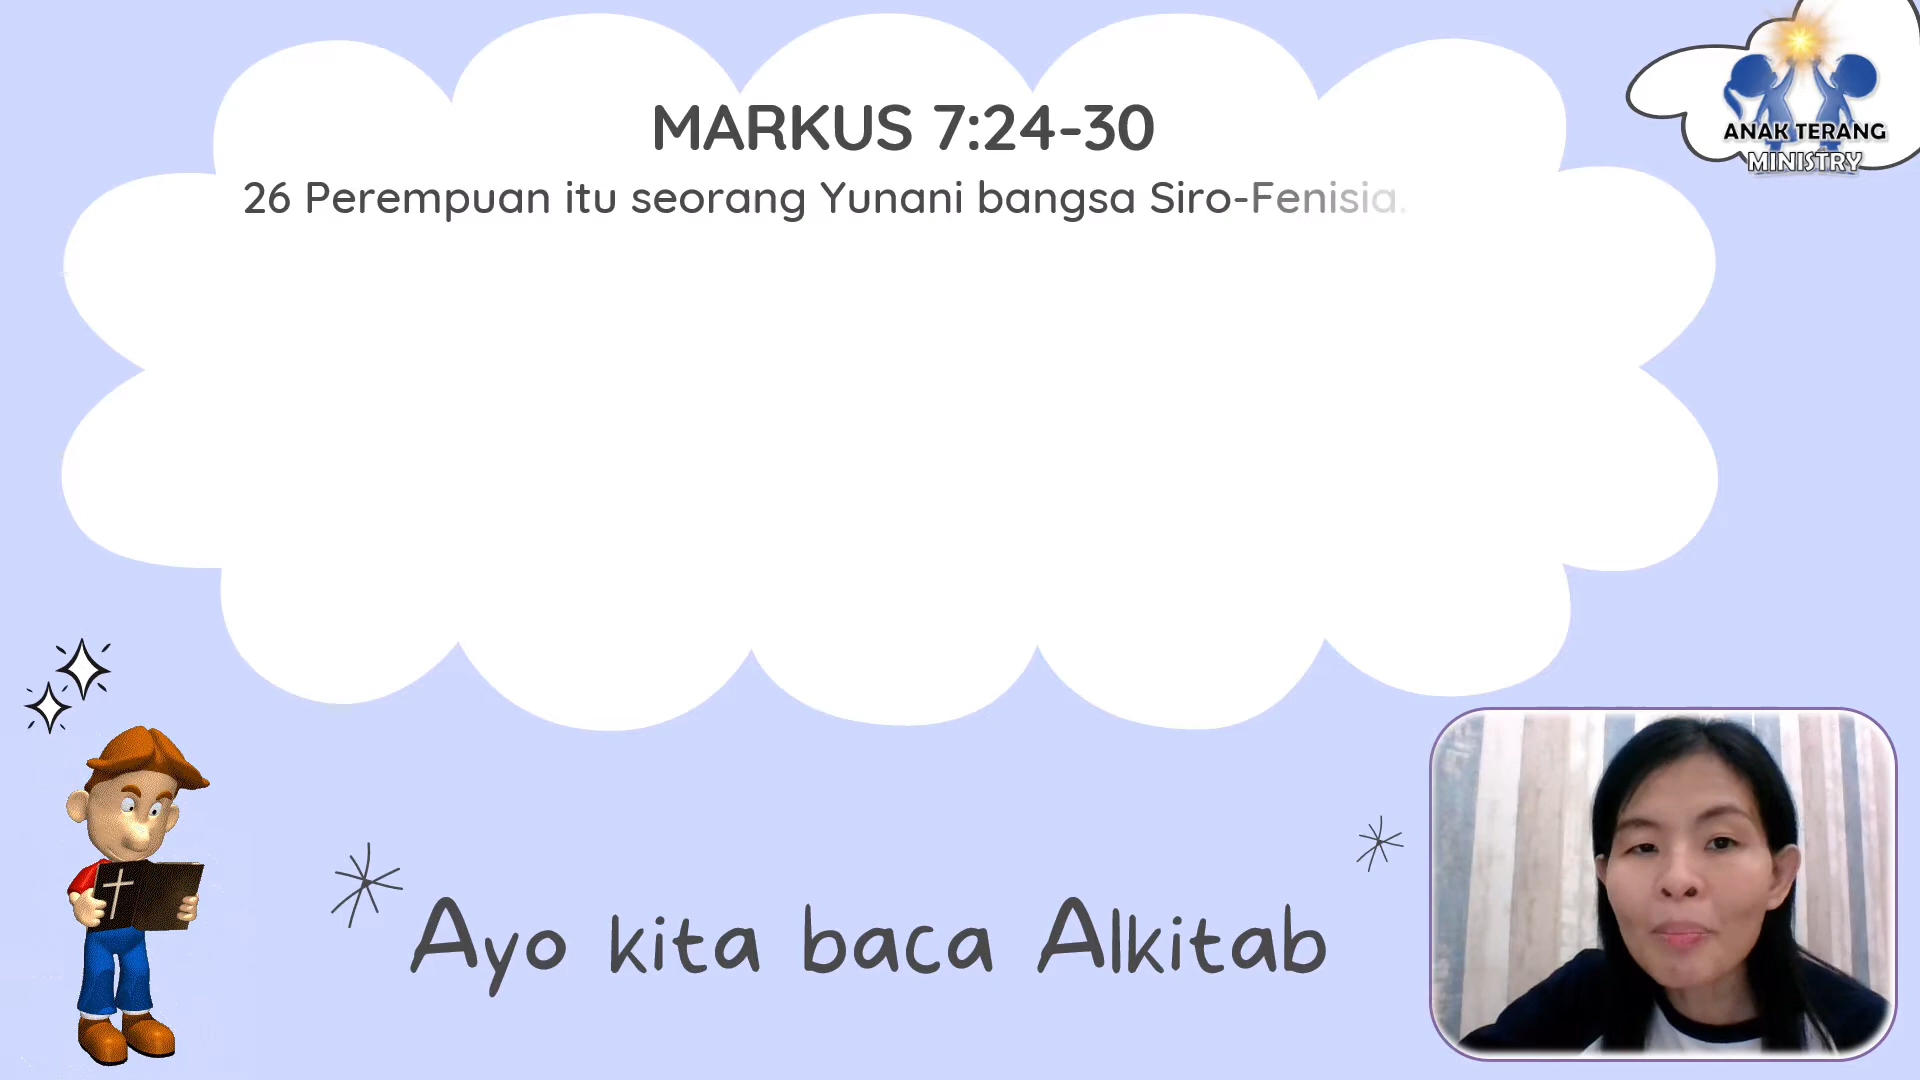 MARKUS 7:24-30
26 Perempuan itu seorang Yunani bangsa Siro-Fenisia.
ANAK TERANG
MINISTRY
Ayo kita baca Alkitab